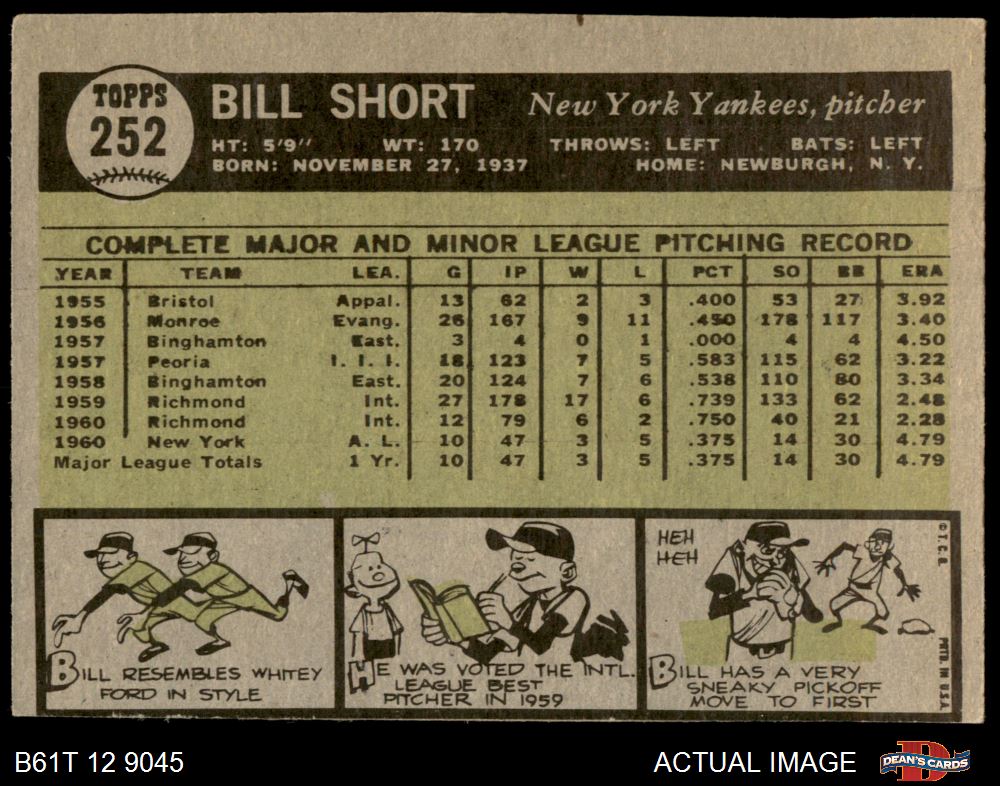 TOPPS
252
BILL SHORT New York Yankees, pitcher
HT: 5'9" WT: 170 THROWS: LEFT BATS: LEFT
BORN: NOVEMBER 27, 1937 HOME: NEWBURGH, N. Y.
COMPLETE MAJOR AND MINOR LEAGUE PITCHING RECORD
YEAR TEAM LEA. G IP W L PCT SO BB ERA
1955 Bristol Appal. 13 62 2 3 .400 53 27 3.92
1956 Monroe Evang. 26 167 9 11 .450 178 117 3.40
1957 Binghamton East. 3 4 0 1 .000 4 4 4.50
1957 Peoria I. I. I. 18 123 7 5 .583 115 62 3.22
1958 Binghamton East. 20 124 7 6 .538 110 80 3.34
1959 Richmond Int. 27 178 17 6 .739 133 62 2.48
1960 Richmond Int. 12 79 6 2 .750 40 21 2.28
1960 New York A. L. 10 47 3 5 .375 14 30 4.79
Major League Totals 1 Yr. 10 47 3 5 .375 14 30 4.79
BILL RESEMBLES WHITEY
FORD IN STYLE
HE WAS VOTED THE INTL.
LEAGUE BEST
PITCHER IN 1959
HEH
HEH
BILL HAS A VERY
SNEAKY PICKOFF
MOVE TO FIRST
© T.C.G.
PRTD. IN U.S.A.
B61T 12 9045
ACTUAL IMAGE
D
DEAN'S CARDS